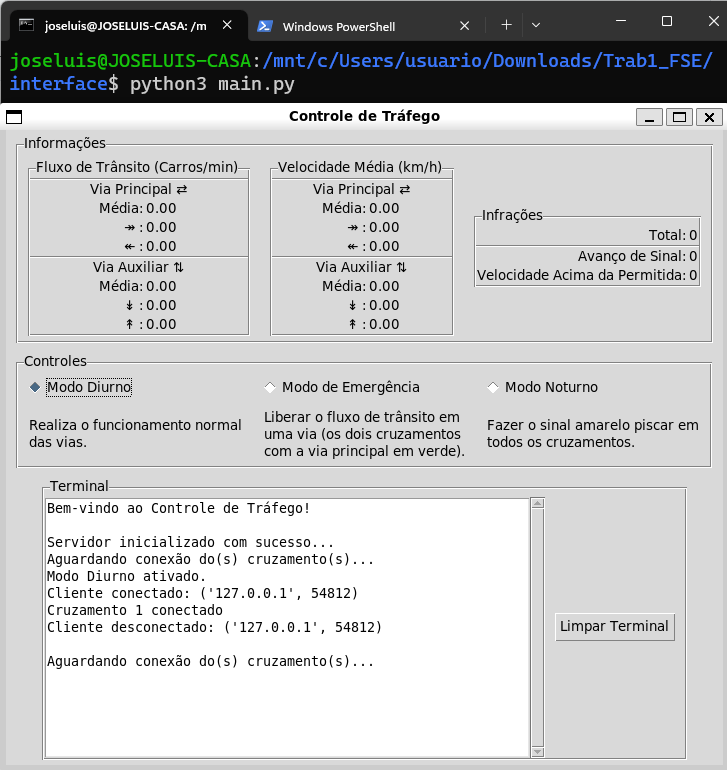 joseluis@JOSELUIS-CASA: /m
Windows PowerShell
joseluis@JOSELUIS-CASA:/mnt/c/Users/usuario/Downloads/Trab1_FSE/
interface$ python3 main.py
Controle de Tráfego
Informações
Fluxo de Trânsito (Carros/min)
Via Principal ⇄
Média: 0.00
↠ : 0.00
↞ : 0.00
Via Auxiliar ⇅
Média: 0.00
↡ : 0.00
↟ : 0.00
Velocidade Média (km/h)
Via Principal ⇄
Média: 0.00
↠ : 0.00
↞ : 0.00
Via Auxiliar ⇅
Média: 0.00
↡ : 0.00
↟ : 0.00
Infrações
Total: 0
Avanço de Sinal: 0
Velocidade Acima da Permitida: 0
Controles
Modo Diurno
Realiza o funcionamento normal
das vias.
Modo de Emergência
Liberar o fluxo de trânsito em
uma via (os dois cruzamentos
com a via principal em verde).
Modo Noturno
Fazer o sinal amarelo piscar em
todos os cruzamentos.
Terminal
Bem-vindo ao Controle de Tráfego!
Servidor inicializado com sucesso...
Aguardando conexão do(s) cruzamento(s)...
Modo Diurno ativado.
Cliente conectado: ('127.0.0.1', 54812)
Cruzamento 1 conectado
Cliente desconectado: ('127.0.0.1', 54812)
Aguardando conexão do(s) cruzamento(s)...
Limpar Terminal